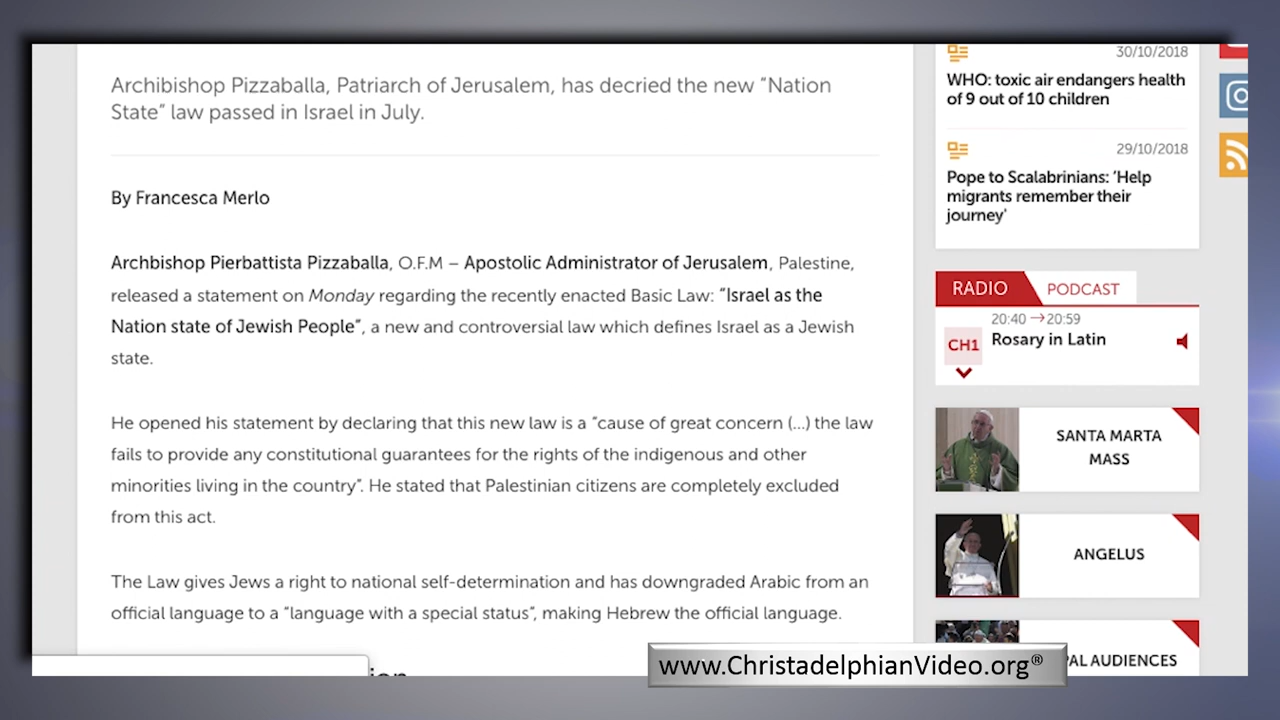 Archbishop Pizzaballa, Patriarch of Jerusalem, has decried the new “Nation
State” law passed in Israel in July.
By Francesca Merlo
Archbishop Pierbattista Pizzaballa, O.F.M – Apostolic Administrator of Jerusalem, Palestine,
released a statement on Monday regarding the recently enacted Basic Law: “Israel as the
Nation state of Jewish People”, a new and controversial law which defines Israel as a Jewish
state.
He opened his statement by declaring that this new law is a “cause of great concern (...) the law
fails to provide any constitutional guarantees for the rights of the indigenous and other
minorities living in the country”. He stated that Palestinian citizens are completely excluded
from this act.
The Law gives Jews a right to national self-determination and has downgraded Arabic from an
official language to a “language with a special status”, making Hebrew the official language.
30/10/2018
WHO: toxic air endangers health
of 9 out of 10 children
29/10/2018
Pope to Scalabrinians: ‘Help
migrants remember their
journey’
RADIO PODCAST
20:40 → 20:59
CH1 Rosary in Latin
SANTA MARTA
MASS
ANGELUS
AUDIENCES
www.ChristadelphianVideo.org®